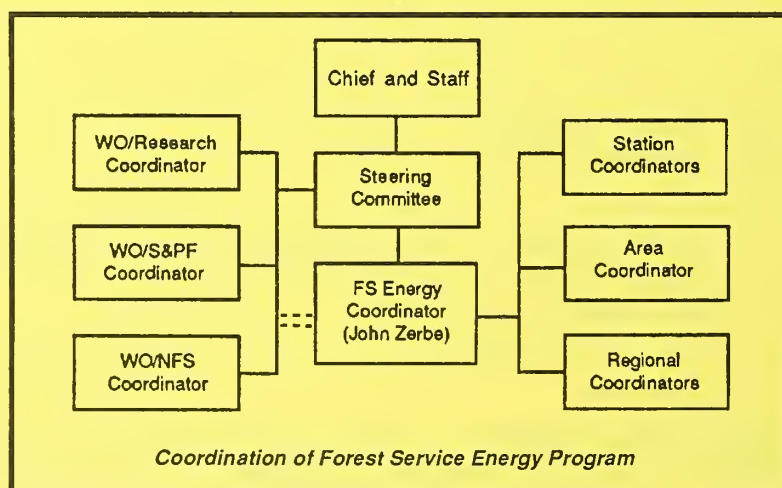 Chief and Staff
WO/Research
Coordinator
Steering
Committee
Station
Coordinators
WO/S&PF
Coordinator
FS Energy
Coordinator
(John Zerbe)
Area
Coordinator
WO/NFS
Coordinator
Regional
Coordinators
Coordination of Forest Service Energy Program